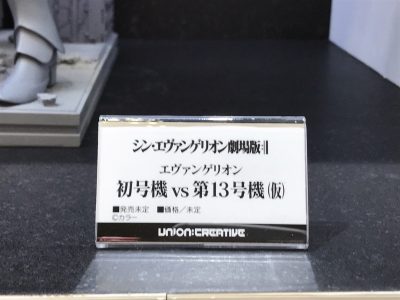 シン・エヴァンゲリオン劇場版𝄇
エヴァンゲリオン
初号機 vs 第13号機(仮)
■発売未定 ■価格/未定
©カラー
UNION:CREATIVE